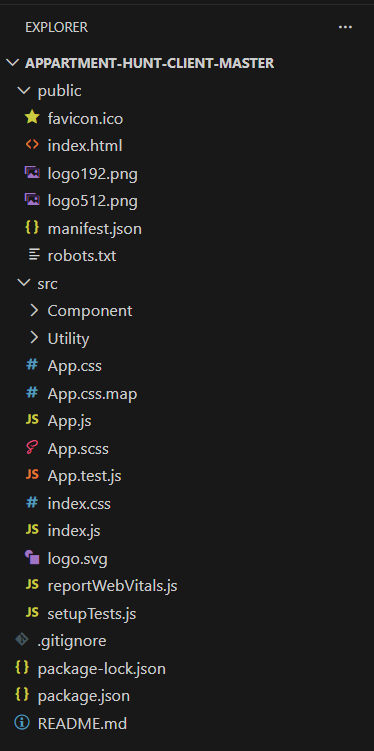 EXPLORER
APPARTMENT-HUNT-CLIENT-MASTER
public
favicon.ico
index.html
logo192.png
logo512.png
manifest.json
robots.txt
src
Component
Utility
App.css
App.css.map
App.js
App.scss
App.test.js
index.css
index.js
logo.svg
reportWebVitals.js
setupTests.js
.gitignore
package-lock.json
package.json
README.md